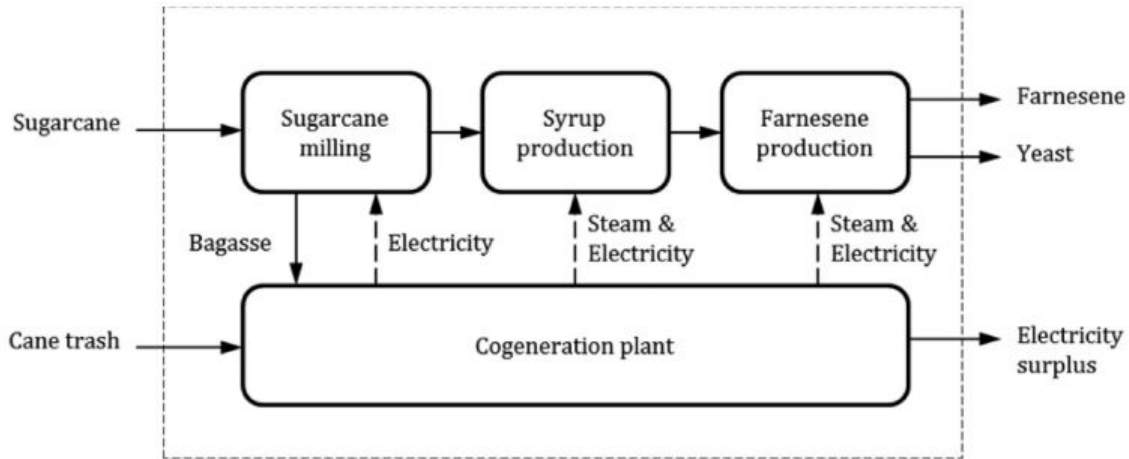 Sugarcane
Sugarcane
milling
Syrup
production
Farnesene
production
Farnesene
Yeast
Bagasse
Electricity
Steam &
Electricity
Steam &
Electricity
Cane trash
Cogeneration plant
Electricity
surplus